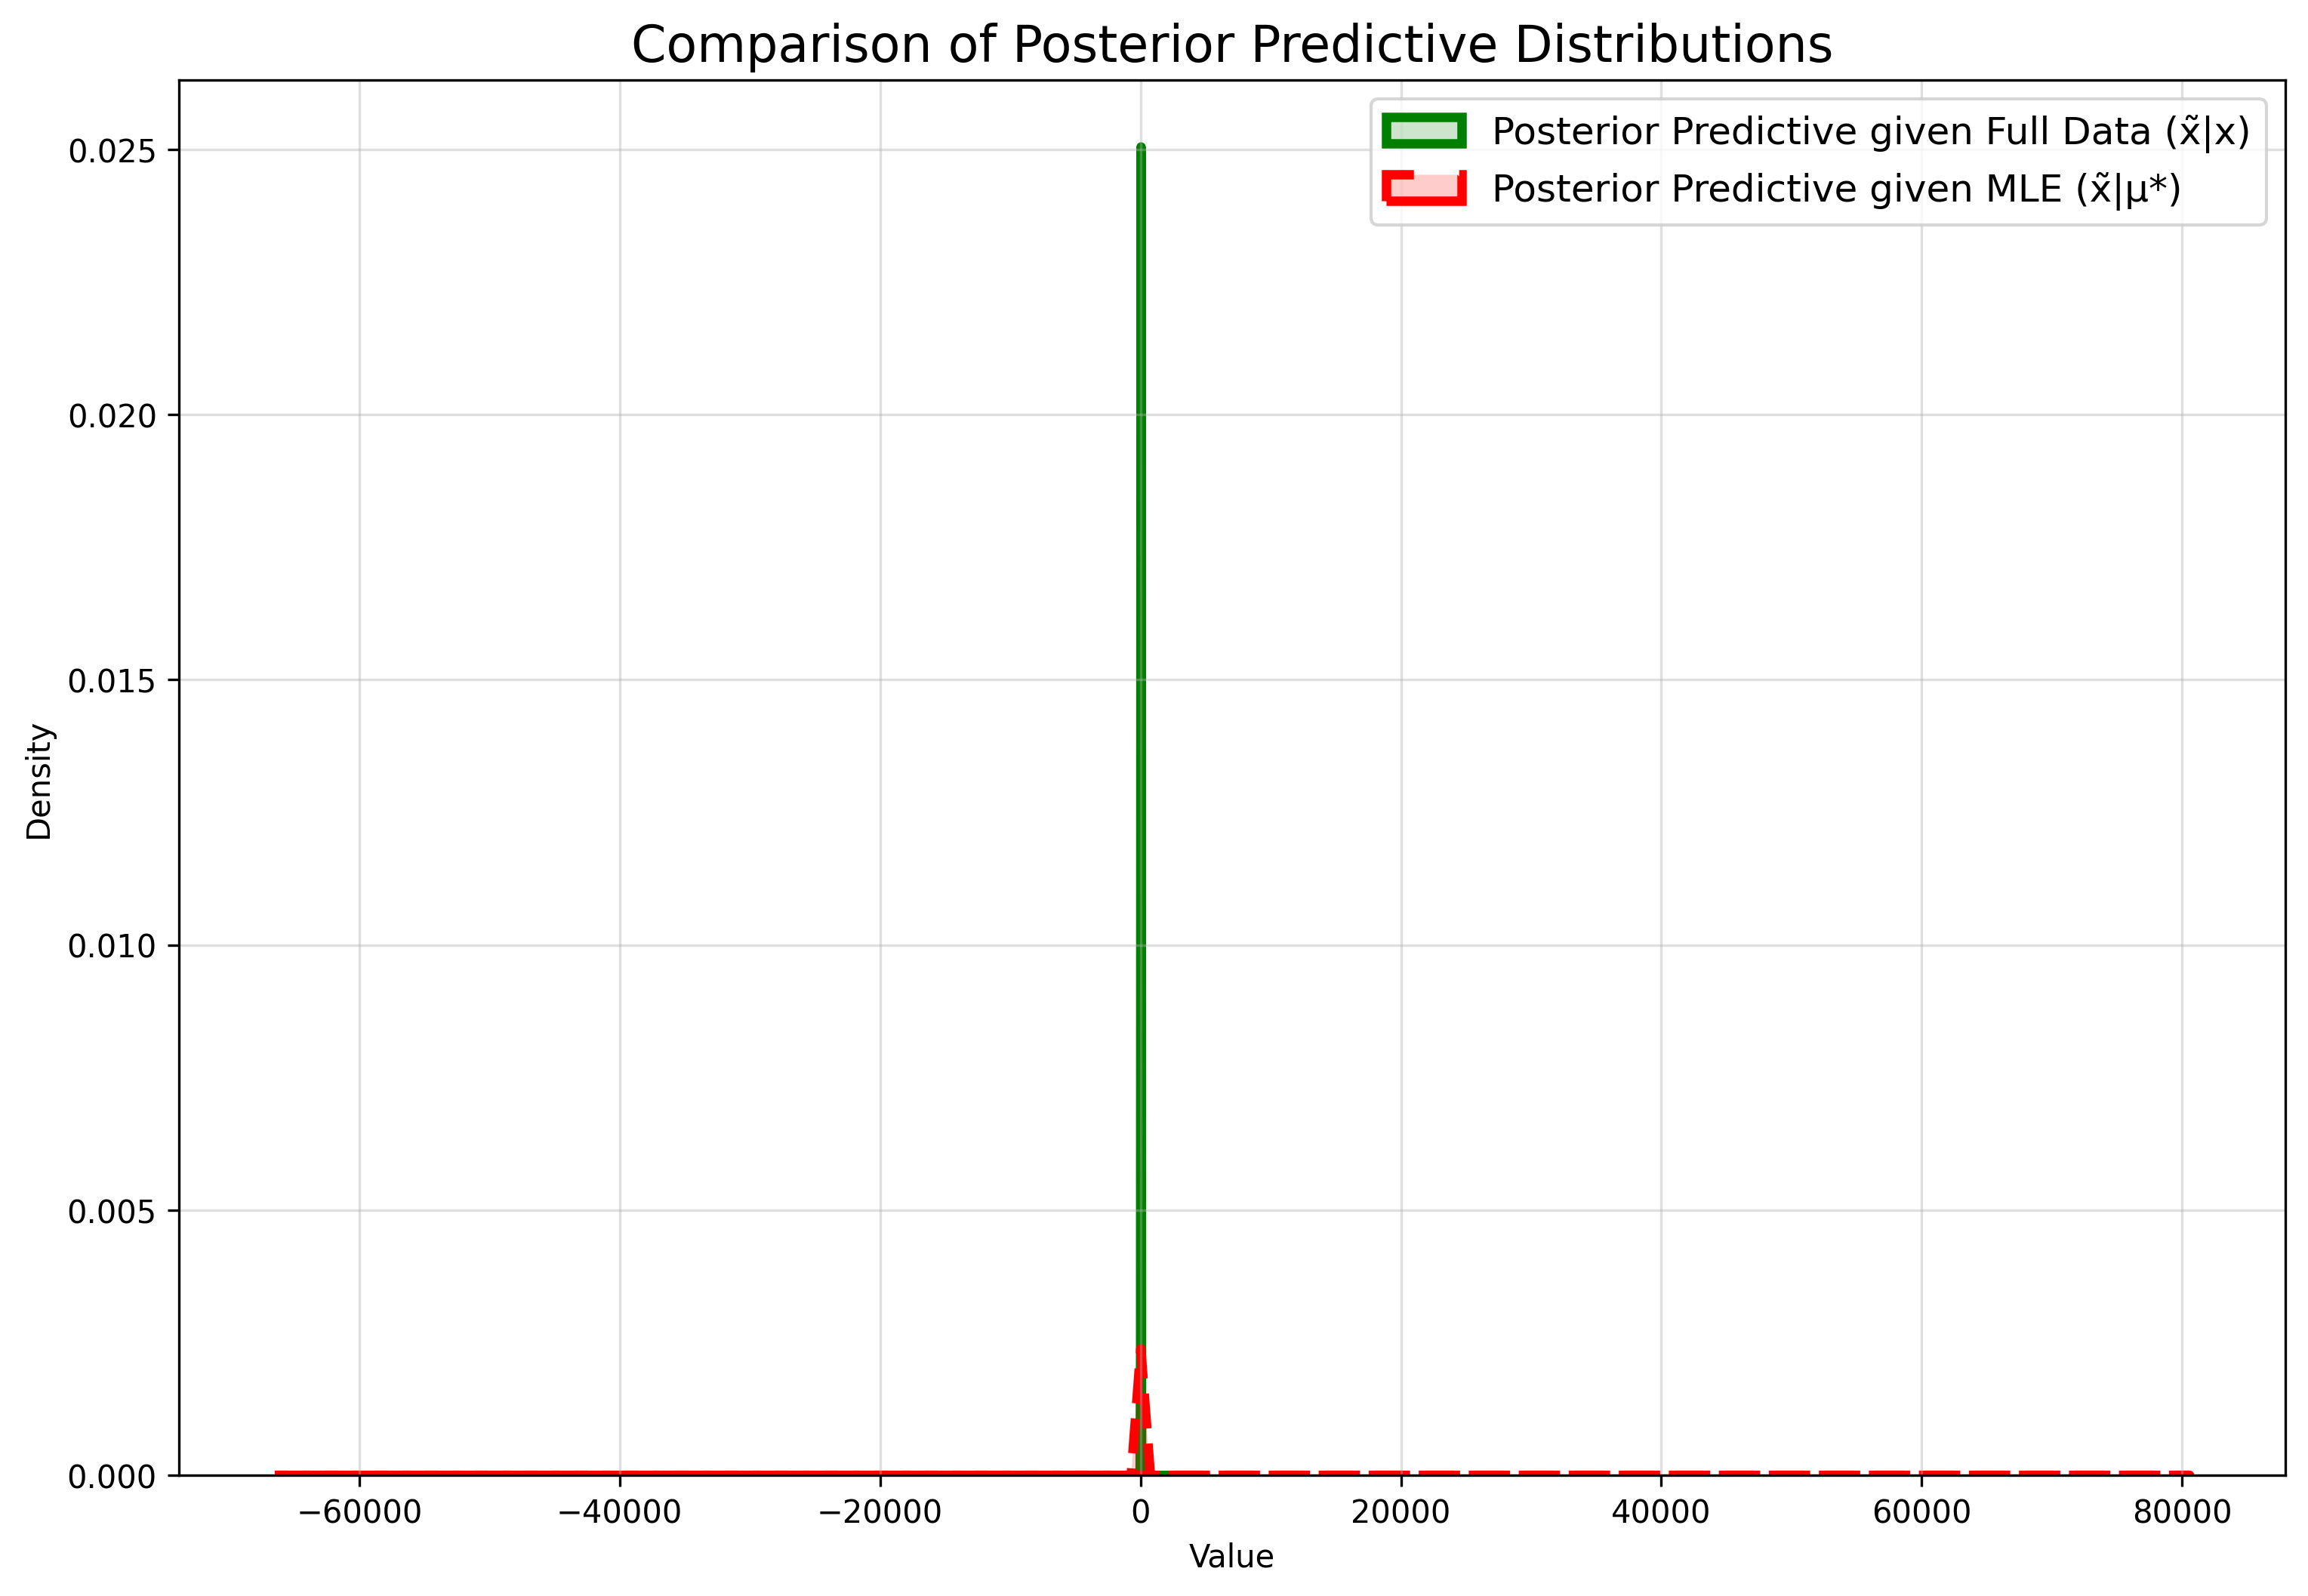 Comparison of Posterior Predictive Distributions
Posterior Predictive given Full Data (x̃|x)
Posterior Predictive given MLE (x̃|μ*)
Density
0.025
0.020
0.015
0.010
0.005
0.000
−60000
−40000
−20000
0
20000
40000
60000
80000
Value